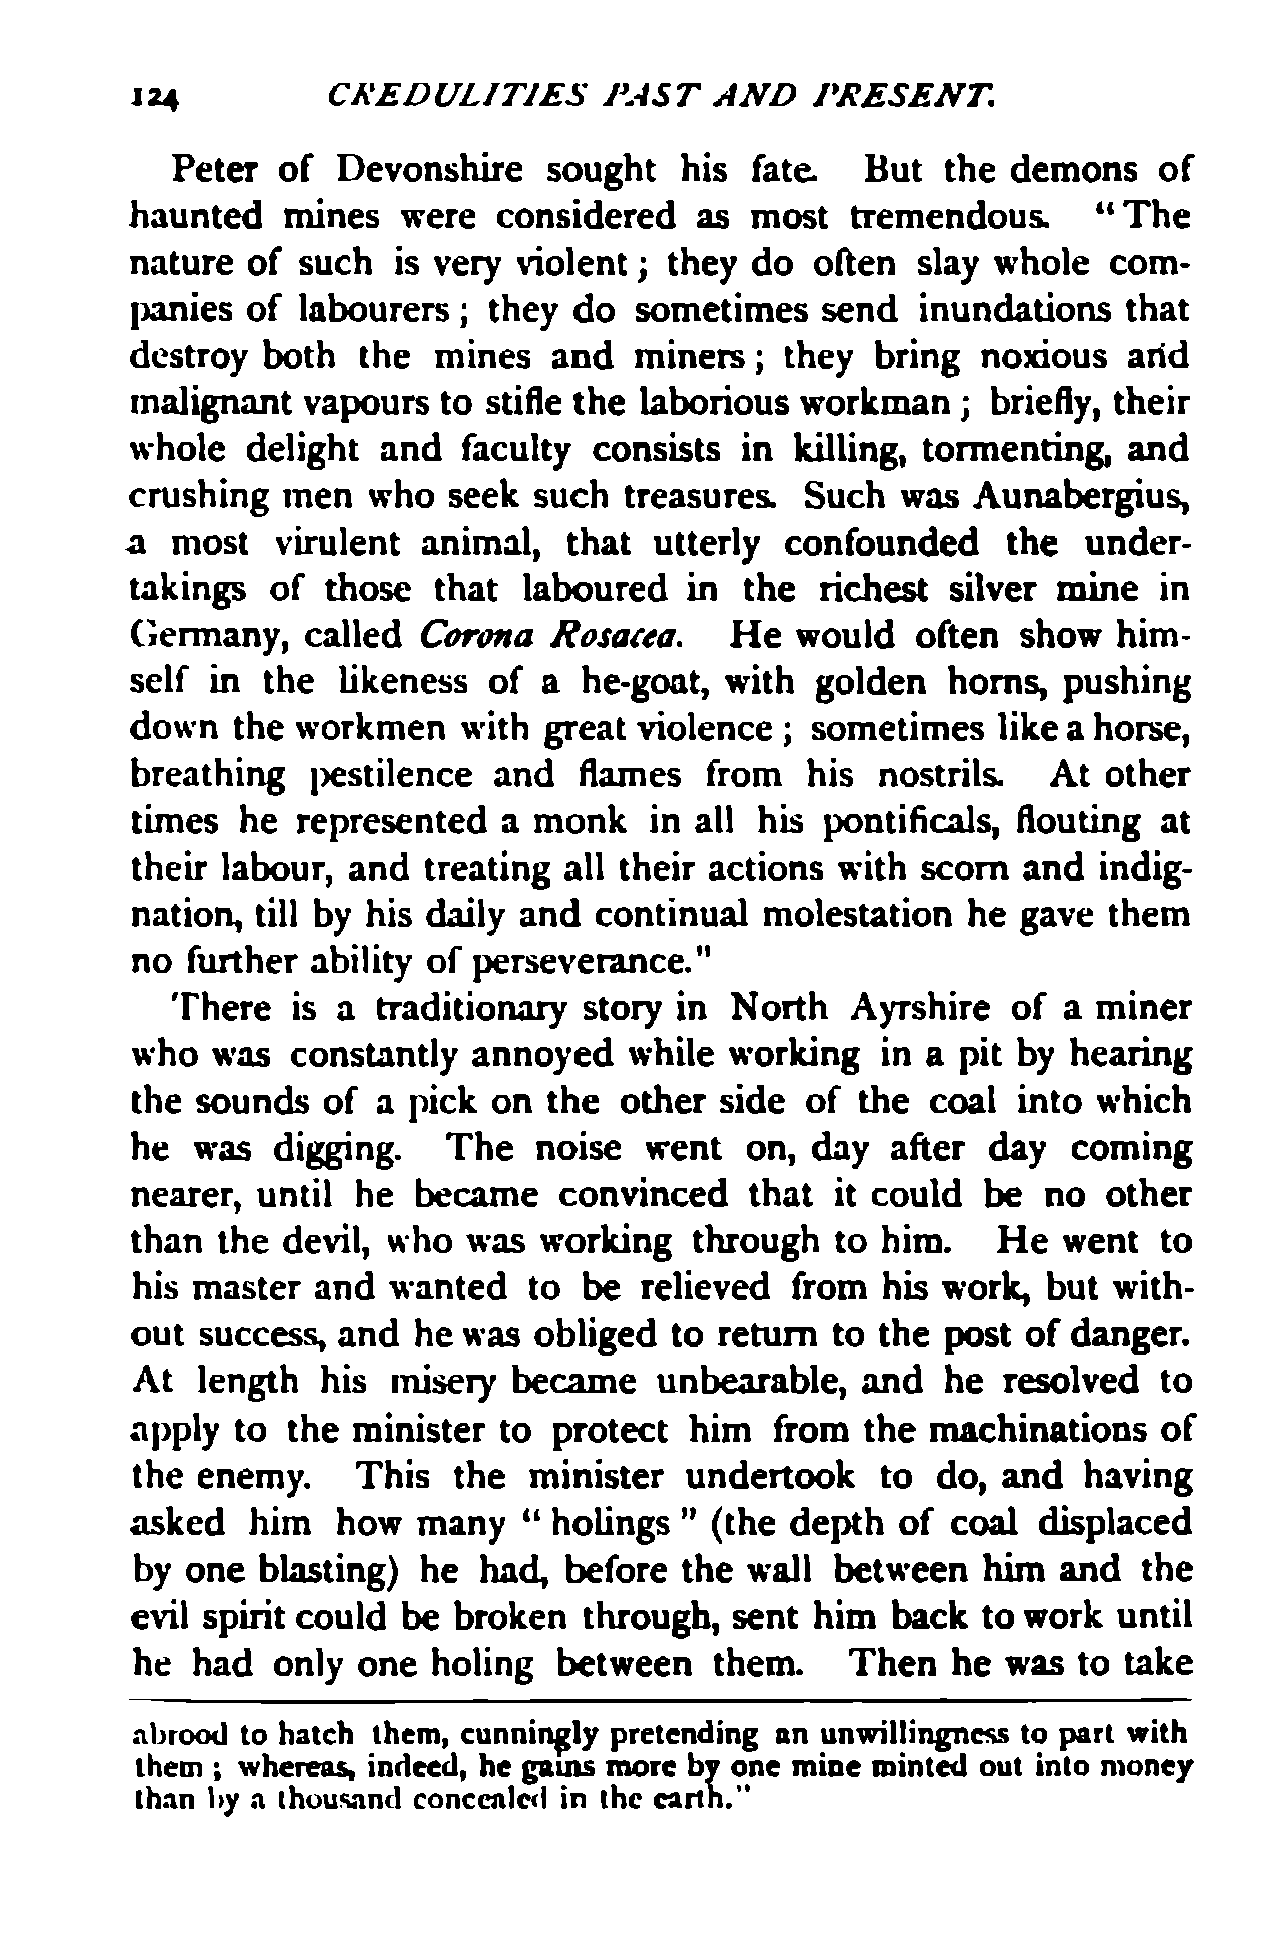 124 CREDULITIES PAST AND PRESENT.
Peter of Devonshire sought his fate. But the demons of
haunted mines were considered as most tremendous. "The
nature of such is very violent; they do often slay whole com-
panies of labourers; they do sometimes send inundations that
destroy both the mines and miners; they bring noxious and
malignant vapours to stifle the laborious workman; briefly, their
whole delight and faculty consists in killing, tormenting, and
crushing men who seek such treasures. Such was Aunabergius,
a most virulent animal, that utterly confounded the under-
takings of those that laboured in the richest silver mine in
Germany, called Corona Rosacea. He would often show him-
self in the likeness of a he-goat, with golden horns, pushing
down the workmen with great violence; sometimes like a horse,
breathing pestilence and flames from his nostrils. At other
times he represented a monk in all his pontificals, flouting at
their labour, and treating all their actions with scorn and indig-
nation, till by his daily and continual molestation he gave them
no further ability of perseverance."
There is a traditionary story in North Ayrshire of a miner
who was constantly annoyed while working in a pit by hearing
the sounds of a pick on the other side of the coal into which
he was digging. The noise went on, day after day coming
nearer, until he became convinced that it could be no other
than the devil, who was working through to him. He went to
his master and wanted to be relieved from his work, but with-
out success, and he was obliged to return to the post of danger.
At length his misery became unbearable, and he resolved to
apply to the minister to protect him from the machinations of
the enemy. This the minister undertook to do, and having
asked him how many "holings" (the depth of coal displaced
by one blasting) he had, before the wall between him and the
evil spirit could be broken through, sent him back to work until
he had only one holing between them. Then he was to take
abrood to hatch them, cunningly pretending an unwillingness to part with
them; whereas, indeed, he gains more by one mine minted out into money
than by a thousand concealed in the earth."